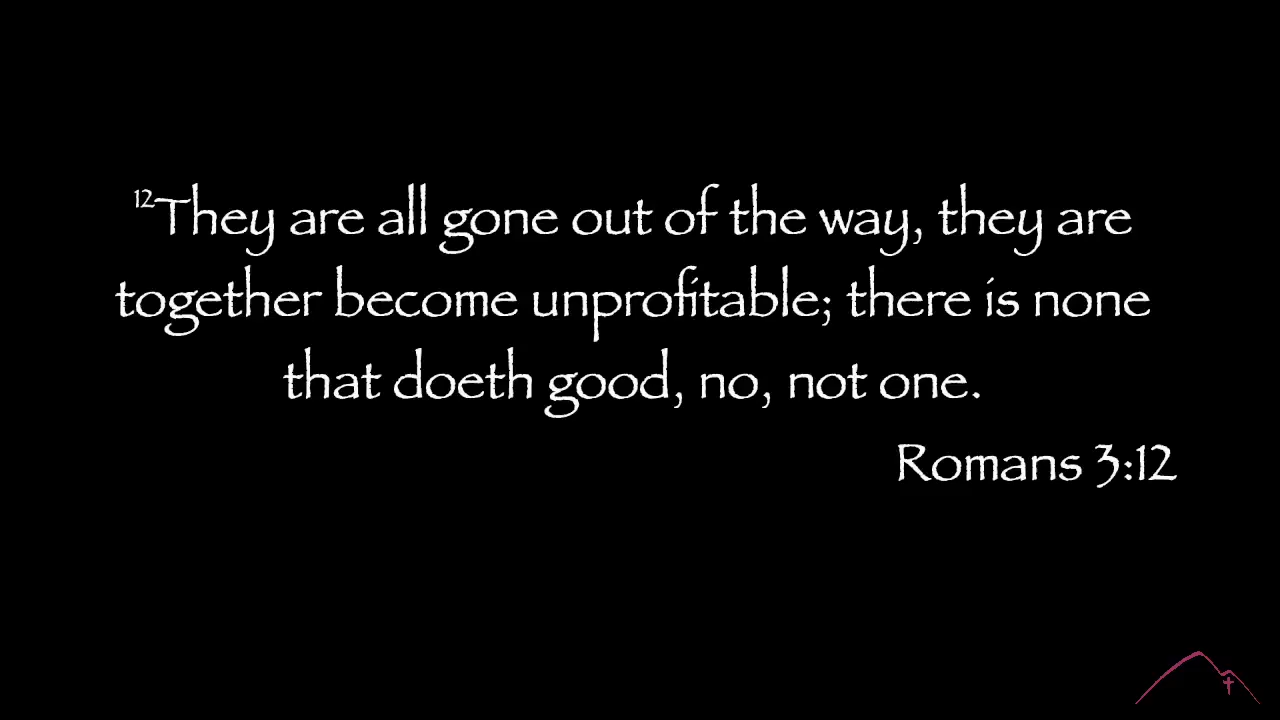 12They are all gone out of the way, they are
together become unprofitable; there is none
that doeth good, no, not one.
Romans 3:12